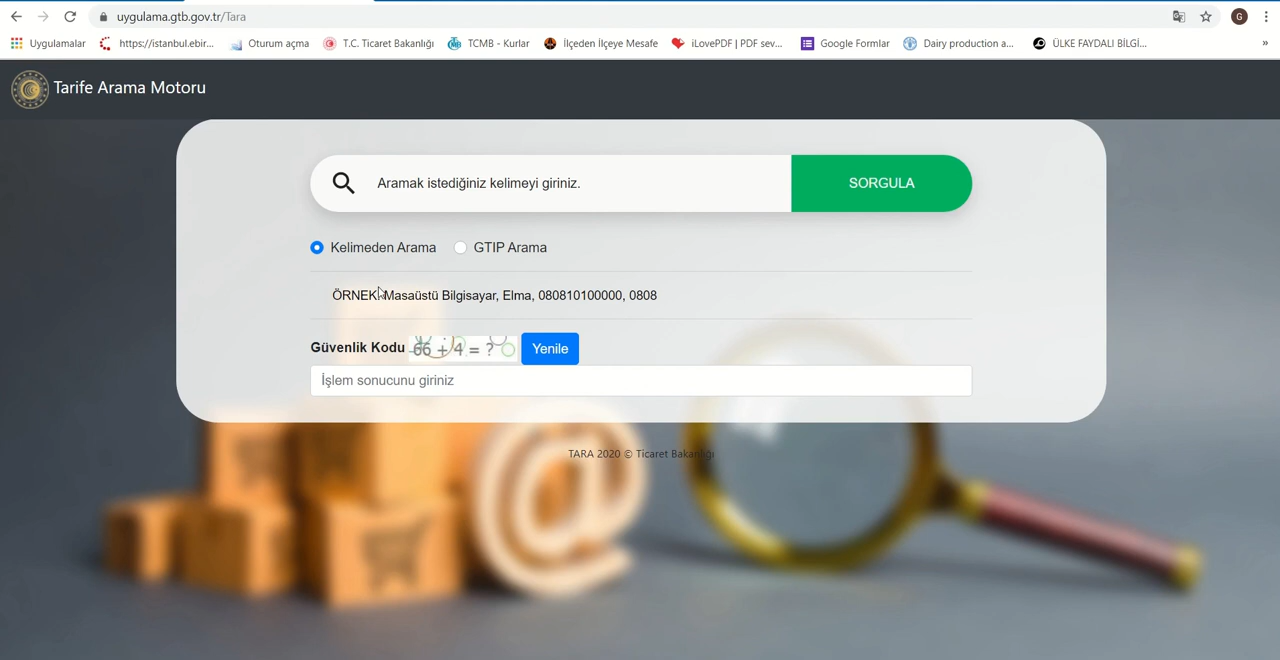 uygulama.gtb.gov.tr/Tara
G
Uygulamalar https://istanbul.ebir... Oturum açma T.C. Ticaret Bakanlığı TCMB - Kurlar İlçeden İlçeye Mesafe iLovePDF | PDF sev... Google Formlar Dairy production a... ÜLKE FAYDALI BİLGİ... »
Tarife Arama Motoru
Aramak istediğiniz kelimeyi giriniz. SORGULA
Kelimeden Arama GTIP Arama
ÖRNEK: Masaüstü Bilgisayar, Elma, 080810100000, 0808
Güvenlik Kodu 66 + 4 = ? Yenile
İşlem sonucunu giriniz
TARA 2020 © Ticaret Bakanlığı